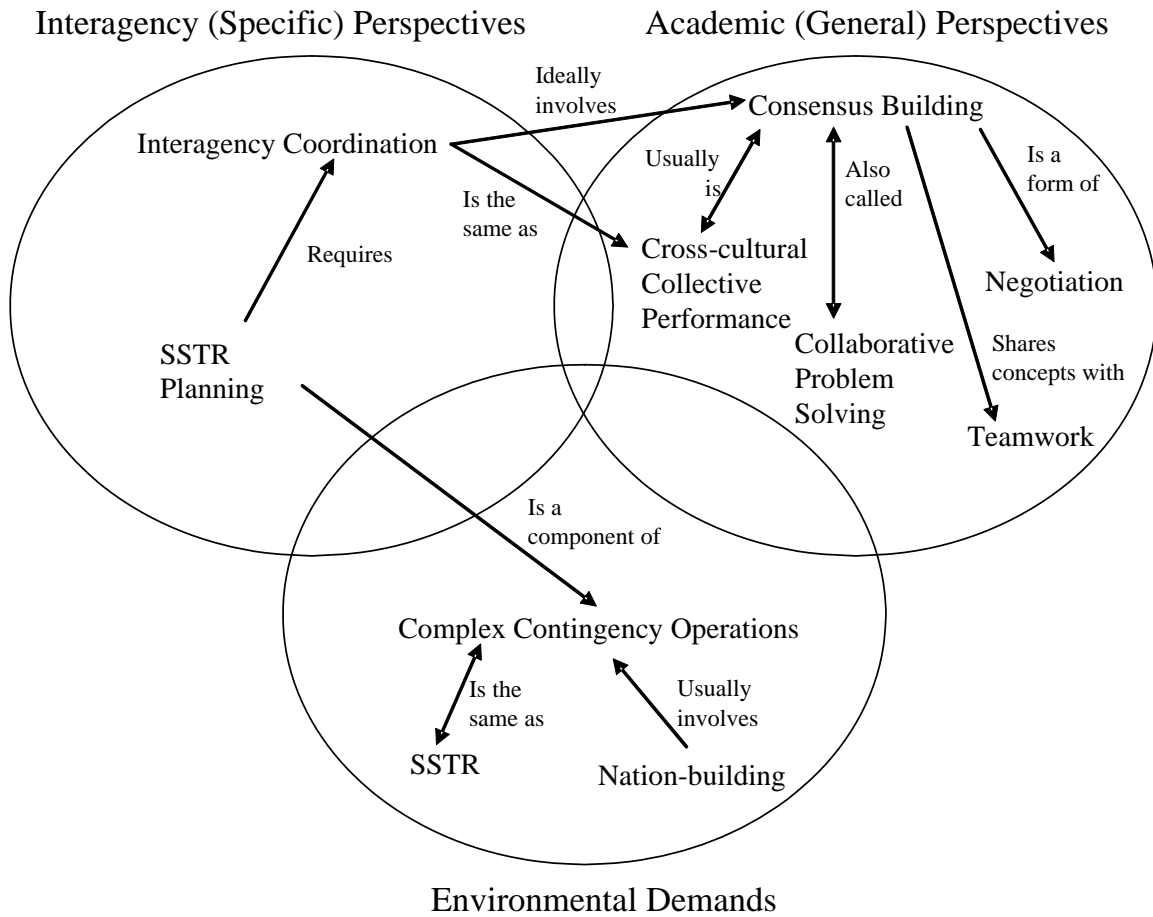 Interagency (Specific) Perspectives
Academic (General) Perspectives
Ideally
involves
Consensus Building
Interagency Coordination
Usually
is
Also
called
Is a
form of
Is the
same as
Requires
Cross-cultural
Collective
Performance
Negotiation
SSTR
Planning
Collaborative
Problem
Solving
Shares
concepts with
Teamwork
Is a
component of
Complex Contingency Operations
Is the
same as
Usually
involves
SSTR
Nation-building
Environmental Demands